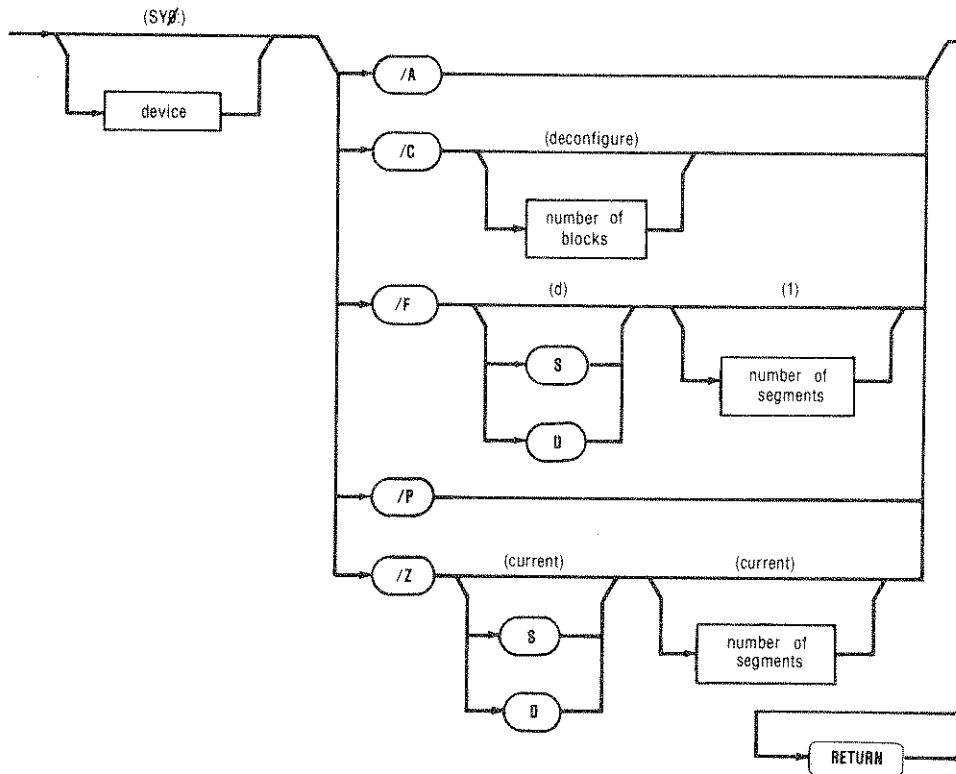 (SYØ:)
device
/A
/C
(deconfigure)
number of
blocks
/F
(d)
(1)
S
D
number of
segments
/P
/Z
(current)
(current)
S
D
number of
segments
RETURN